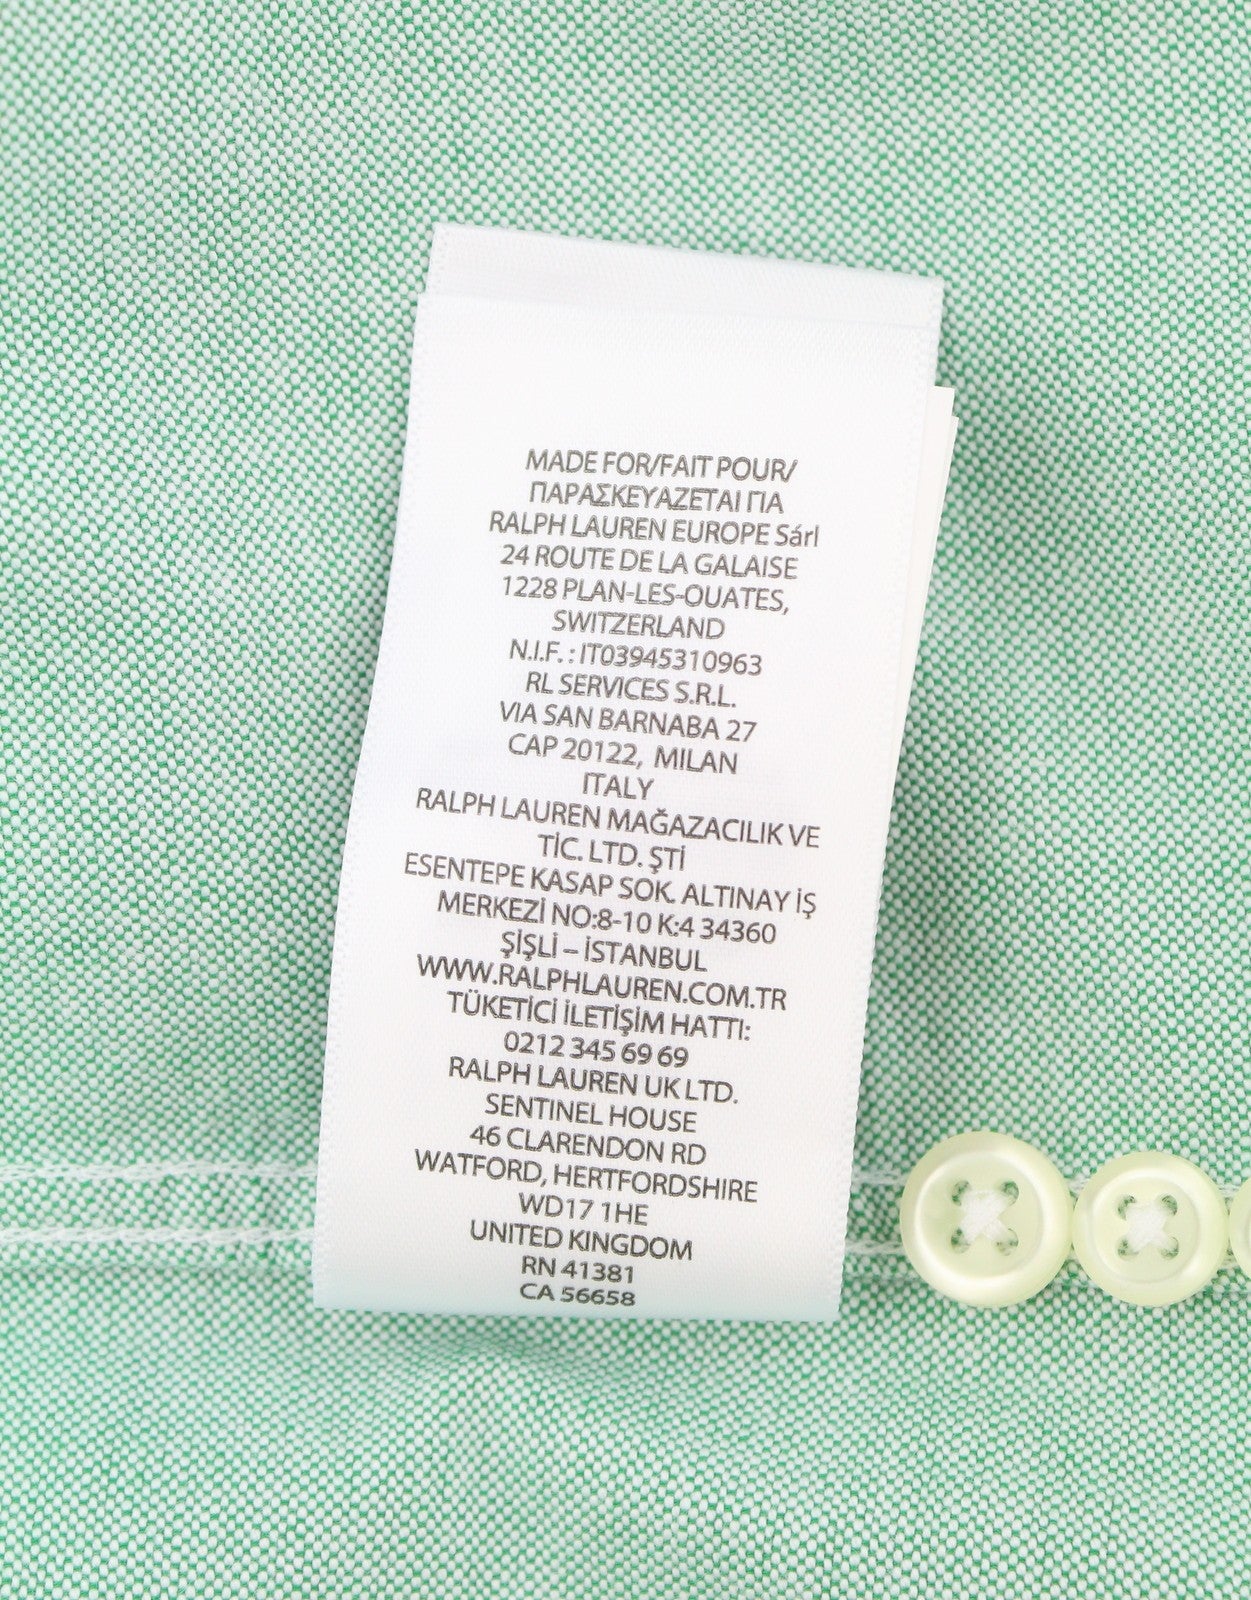 MADE FOR/FAIT POUR/
ΠΑΡΑΣΚΕΥΑΖΕΤΑΙ ΓΙΑ
RALPH LAUREN EUROPE Sárl
24 ROUTE DE LA GALAISE
1228 PLAN-LES-OUATES,
SWITZERLAND
N.I.F. : IT03945310963
RL SERVICES S.R.L.
VIA SAN BARNABA 27
CAP 20122, MILAN
ITALY
RALPH LAUREN MAĞAZACILIK VE
TİC. LTD. ŞTİ
ESENTEPE KASAP SOK. ALTINAY İŞ
MERKEZİ NO:8-10 K:4 34360
ŞİŞLİ – İSTANBUL
WWW.RALPHLAUREN.COM.TR
TÜKETİCİ İLETİŞİM HATTI:
0212 345 69 69
RALPH LAUREN UK LTD.
SENTINEL HOUSE
46 CLARENDON RD
WATFORD, HERTFORDSHIRE
WD17 1HE
UNITED KINGDOM
RN 41381
CA 56658